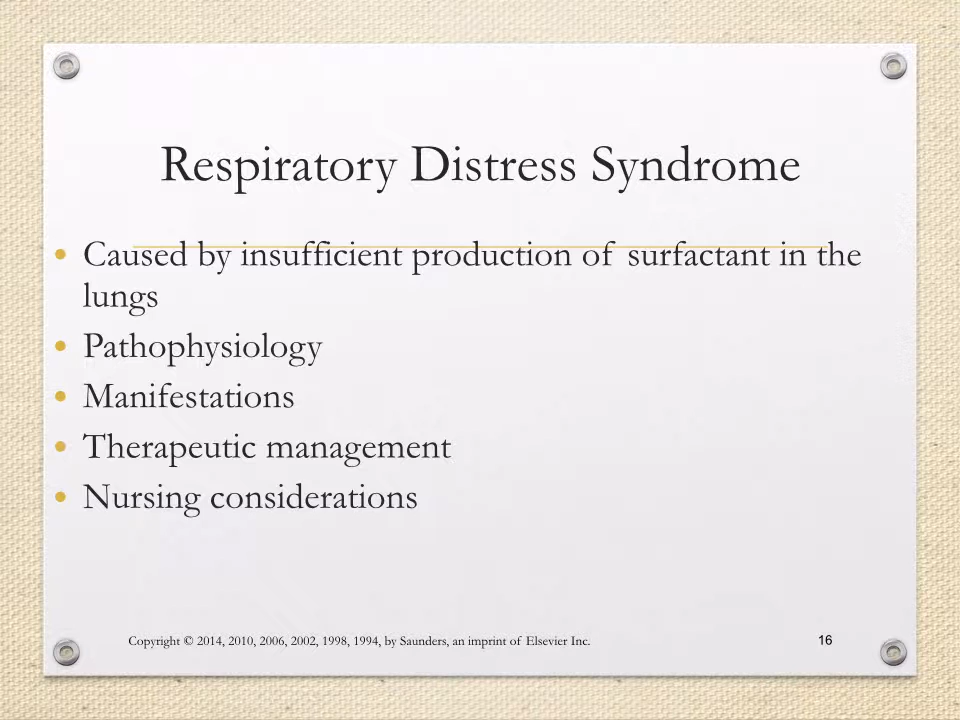 Respiratory Distress Syndrome
• Caused by insufficient production of surfactant in the
lungs
• Pathophysiology
• Manifestations
• Therapeutic management
• Nursing considerations
Copyright © 2014, 2010, 2006, 2002, 1998, 1994, by Saunders, an imprint of Elsevier Inc.
16